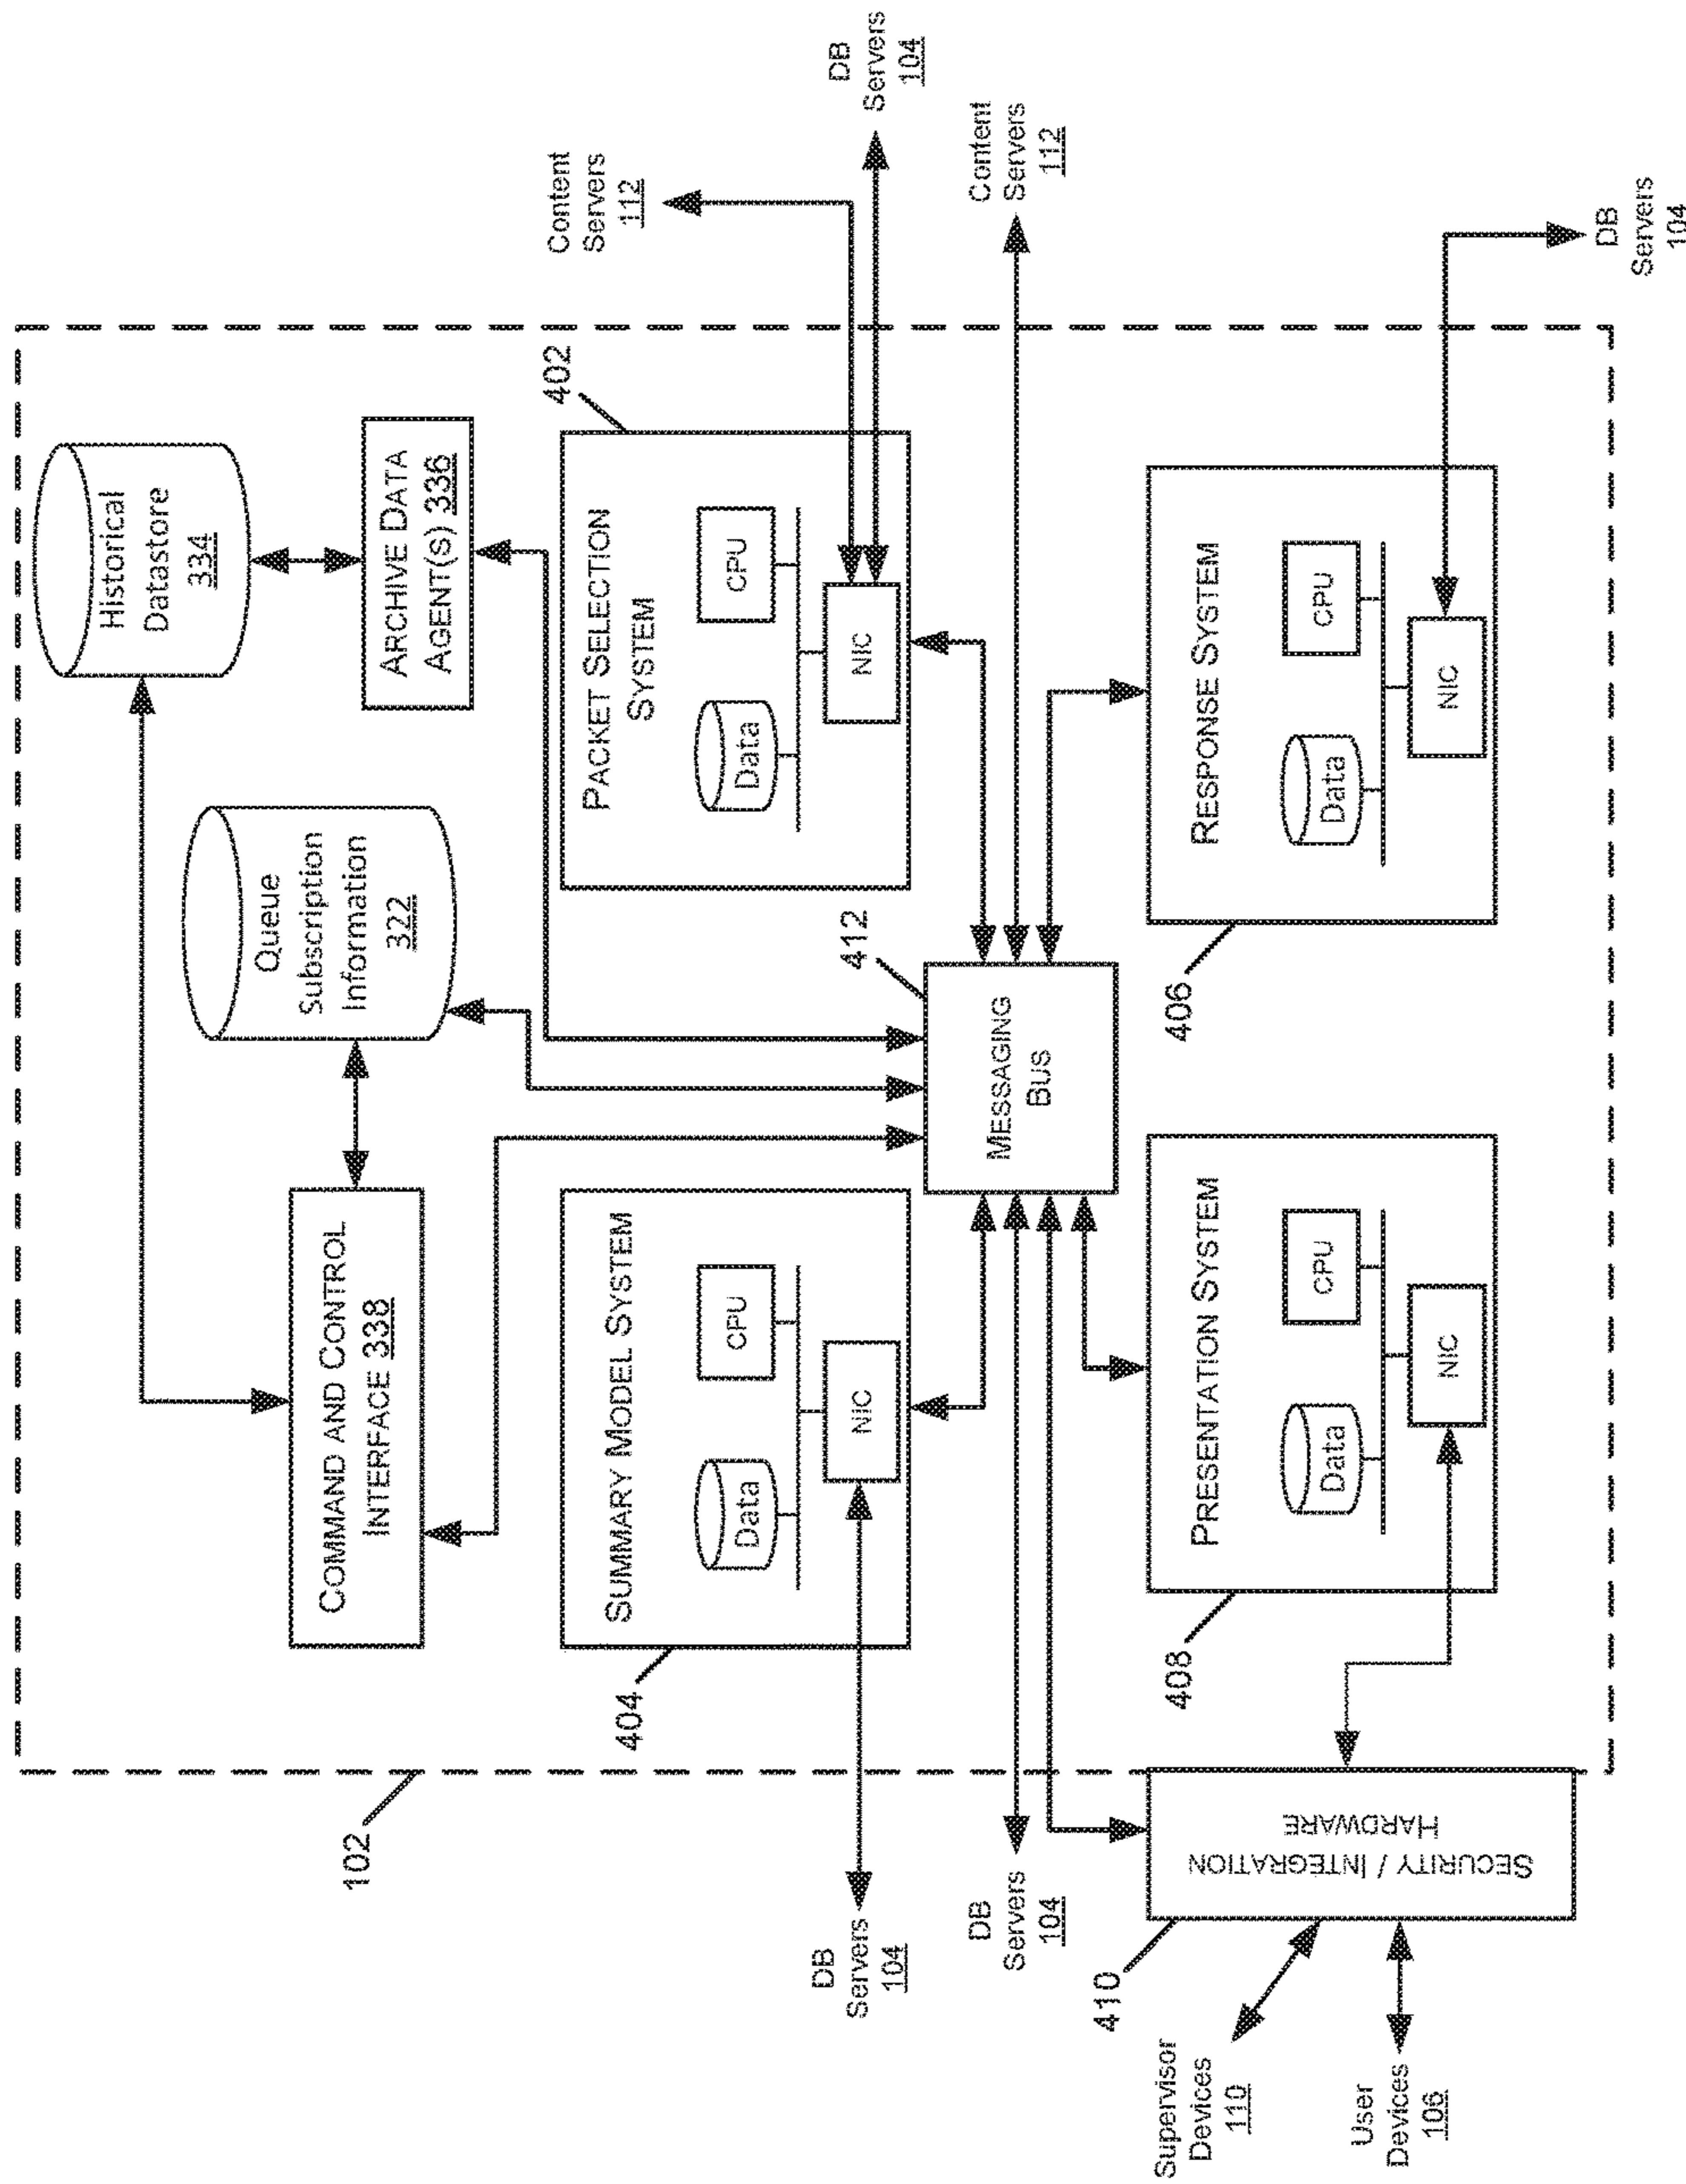 102
COMMAND AND CONTROL
INTERFACE 338
Queue
Subscription
Information
322
Historical
Datastore
334
ARCHIVE DATA
AGENT(S) 336
404
SUMMARY MODEL SYSTEM
Data
CPU
NIC
DB
Servers
104
402
PACKET SELECTION
SYSTEM
Data
CPU
NIC
Content
Servers
112
DB
Servers
104
412
MESSAGING
BUS
DB
Servers
104
Content
Servers
112
408
PRESENTATION SYSTEM
Data
CPU
NIC
406
RESPONSE SYSTEM
Data
CPU
NIC
DB
Servers
104
410
SECURITY / INTEGRATION
HARDWARE
Supervisor
Devices
110
User
Devices
106